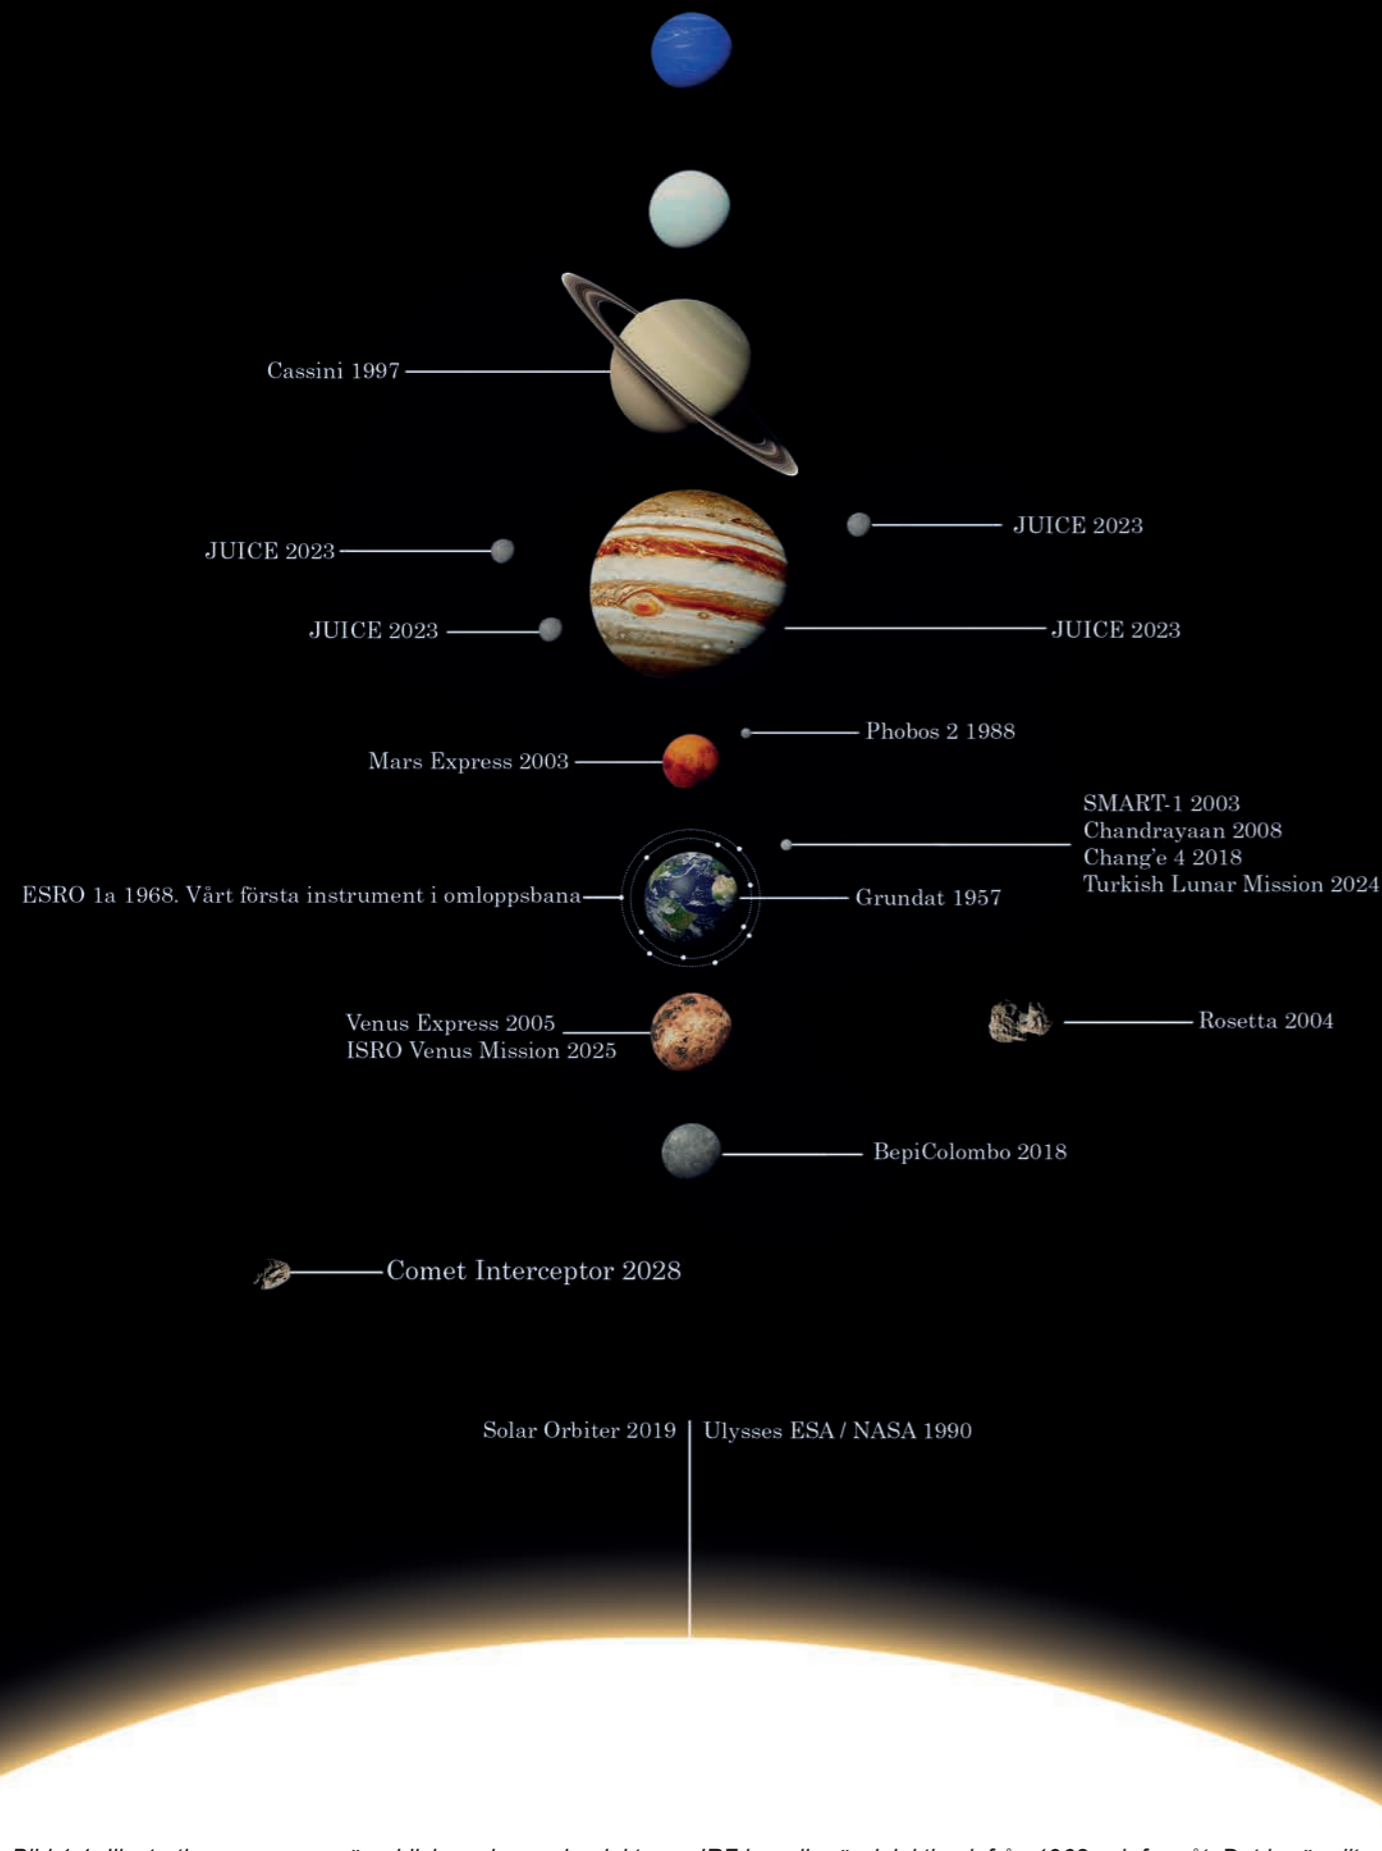 Cassini 1997
JUICE 2023
JUICE 2023
JUICE 2023
JUICE 2023
Phobos 2 1988
Mars Express 2003
SMART-1 2003
Chandrayaan 2008
Chang'e 4 2018
Turkish Lunar Mission 2024
ESRO 1a 1968. Vårt första instrument i omloppsbana
Grundat 1957
Venus Express 2005
ISRO Venus Mission 2025
Rosetta 2004
BepiColombo 2018
Comet Interceptor 2028
Solar Orbiter 2019
Ulysses ESA / NASA 1990